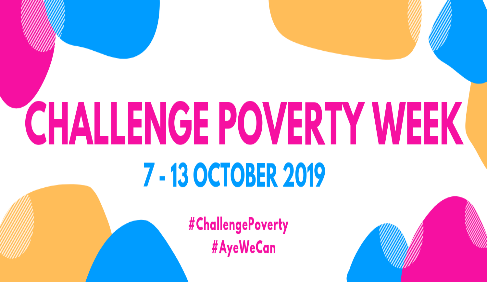 CHALLENGE POVERTY WEEK
7 - 13 OCTOBER 2019
#ChallengePoverty
#AyeWeCan